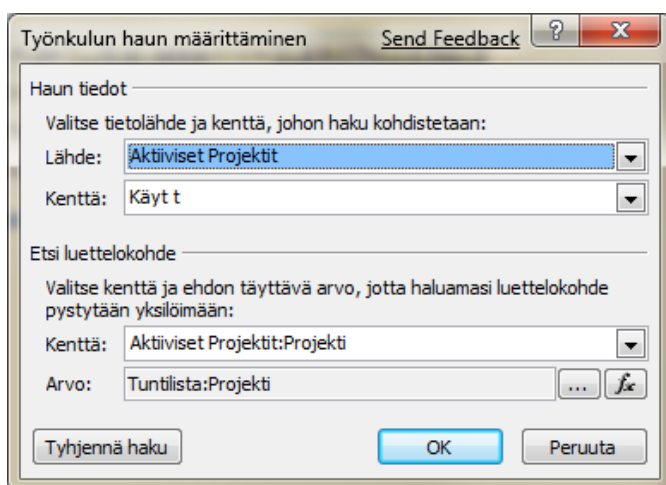 Työnkulun haun määrittäminen Send Feedback
Haun tiedot
Valitse tietolähde ja kenttä, johon haku kohdistetaan:
Lähde: Aktiiviset Projektit
Kenttä: Käyt t
Etsi luettelokohde
Valitse kenttä ja ehdon täyttävä arvo, jotta haluamasi luettelokohde
pystytään yksilöimään:
Kenttä: Aktiiviset Projektit:Projekti
Arvo: Tuntilista:Projekti ... fx
Tyhjennä haku OK Peruuta